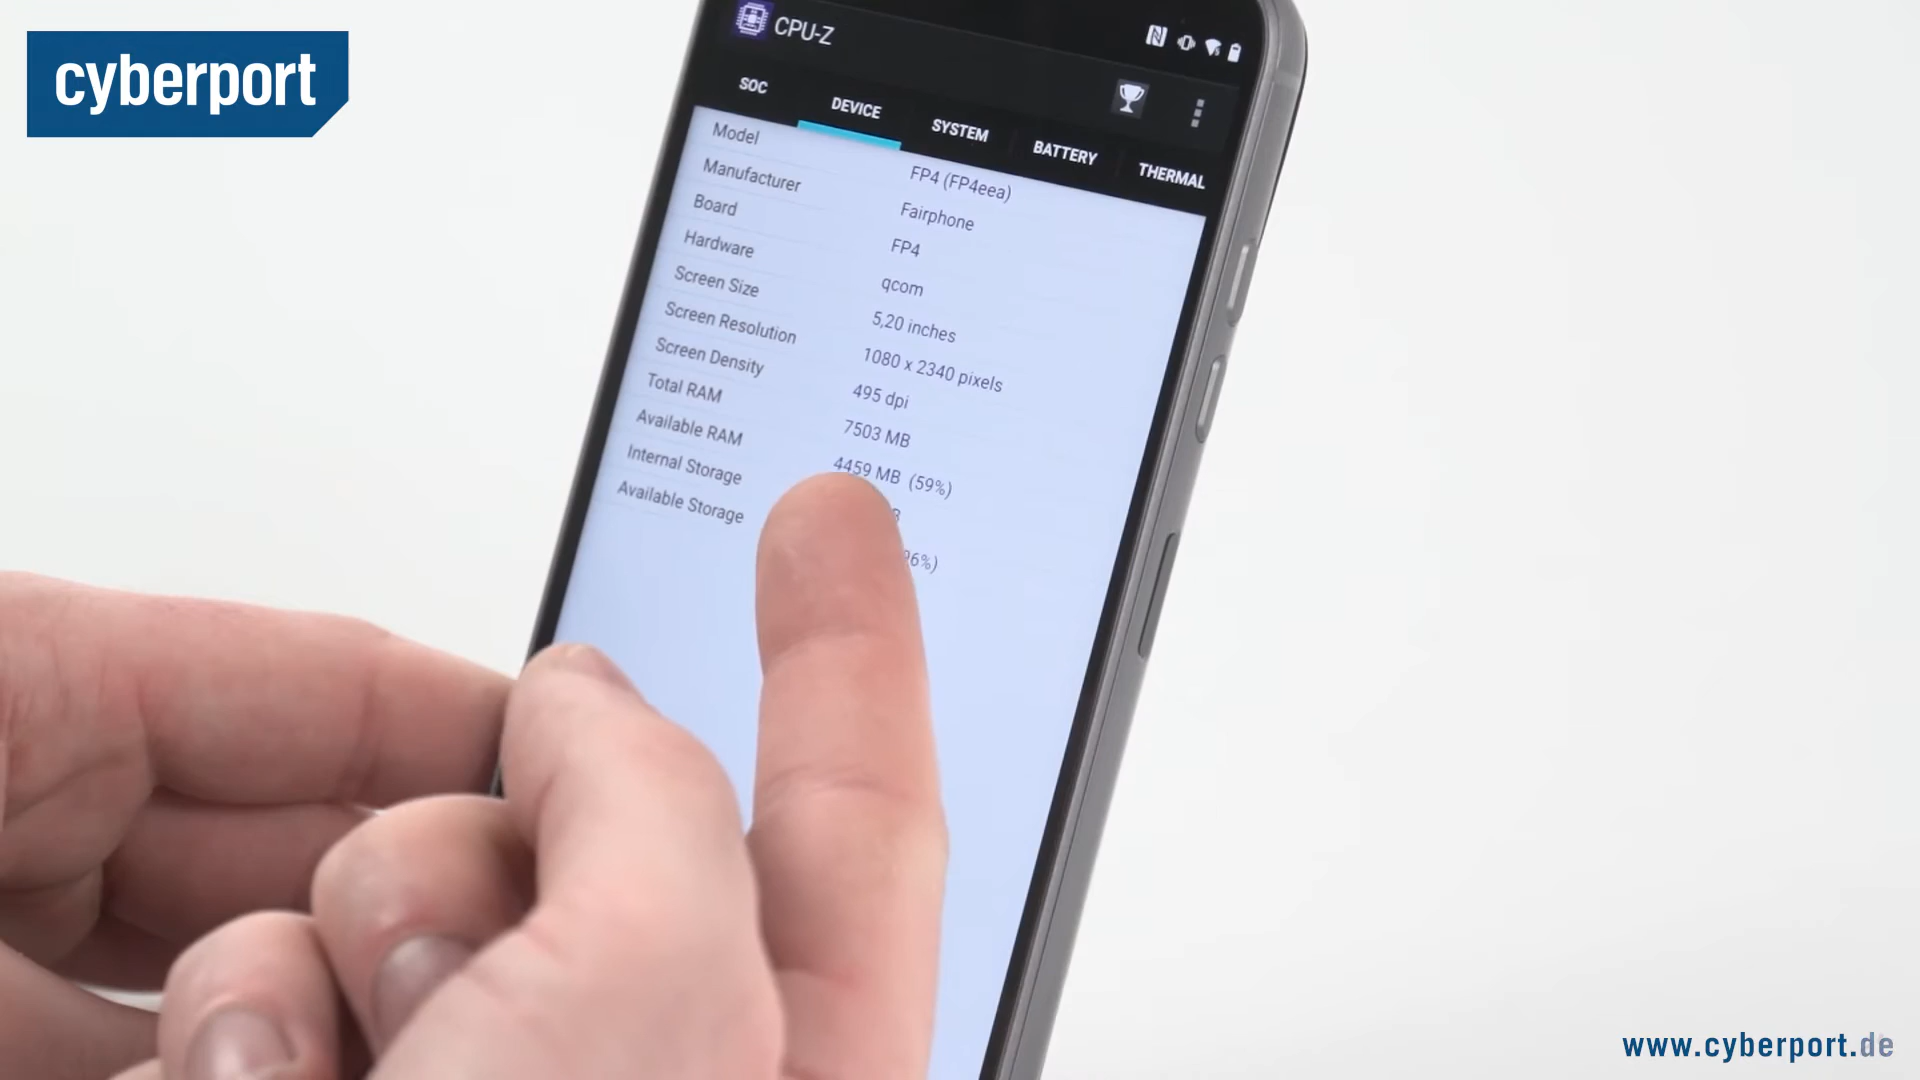 cyberport
CPU-Z
SOC
DEVICE
SYSTEM
BATTERY
THERMAL
Model FP4 (FP4eea)
Manufacturer Fairphone
Board FP4
Hardware qcom
Screen Size 5,20 inches
Screen Resolution 1080 x 2340 pixels
Screen Density 495 dpi
Total RAM 7503 MB
Available RAM 4459 MB (59%)
Internal Storage
Available Storage
www.cyberport.de